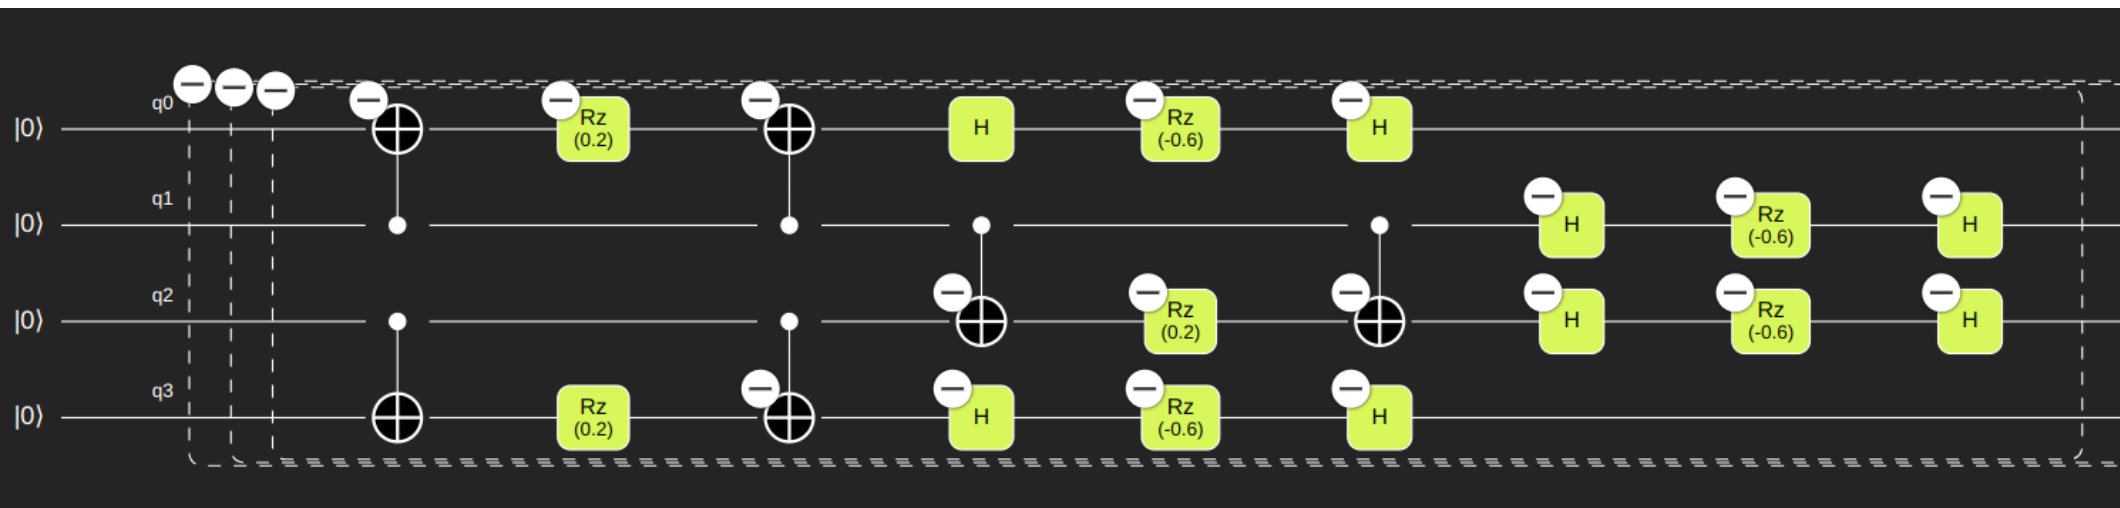 q0
|0⟩
Rz
(0.2)
H
Rz
(-0.6)
H
q1
|0⟩
H
Rz
(-0.6)
H
q2
|0⟩
Rz
(0.2)
H
Rz
(-0.6)
H
q3
|0⟩
Rz
(0.2)
H
Rz
(-0.6)
H